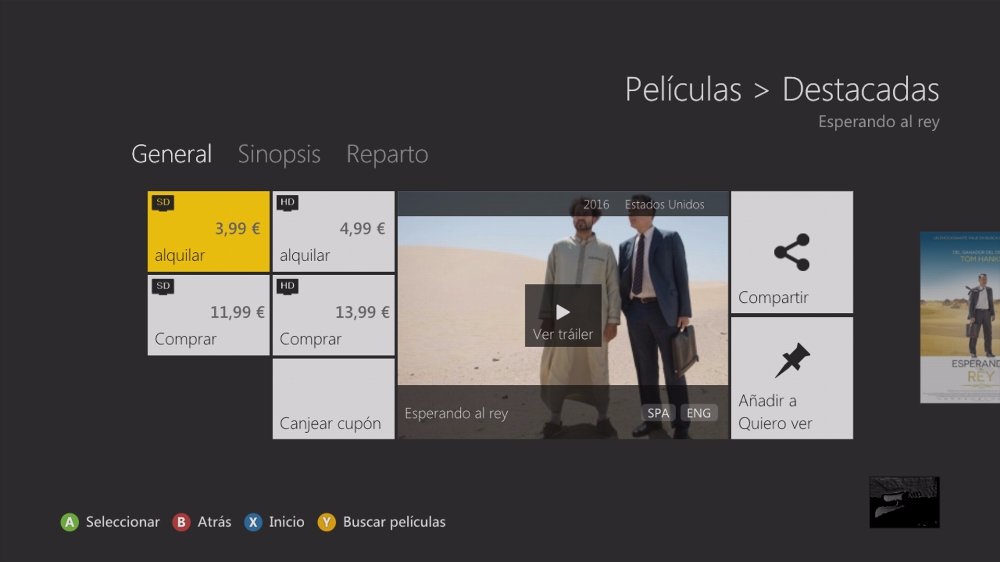 Películas > Destacadas
Esperando al rey
General Sinopsis Reparto
SD
3,99 €
alquilar
HD
4,99 €
alquilar
SD
11,99 €
Comprar
HD
13,99 €
Comprar
Canjear cupón
2016 Estados Unidos
Ver tráiler
Esperando al rey
SPA ENG
Compartir
Añadir a
Quiero ver
TOM HANK
ESPERAND
REY
A Seleccionar B Atrás X Inicio Y Buscar películas